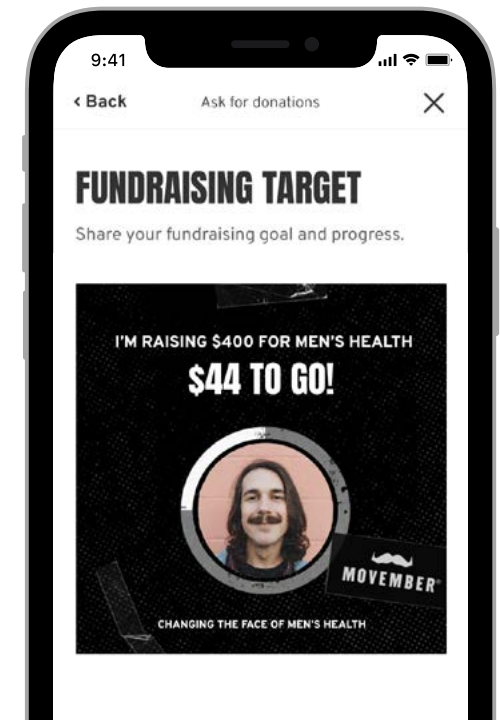 9:41
< Back
Ask for donations
FUNDRAISING TARGET
Share your fundraising goal and progress.
I'M RAISING $400 FOR MEN'S HEALTH
$44 TO GO!
MOVEMBER®
CHANGING THE FACE OF MEN'S HEALTH